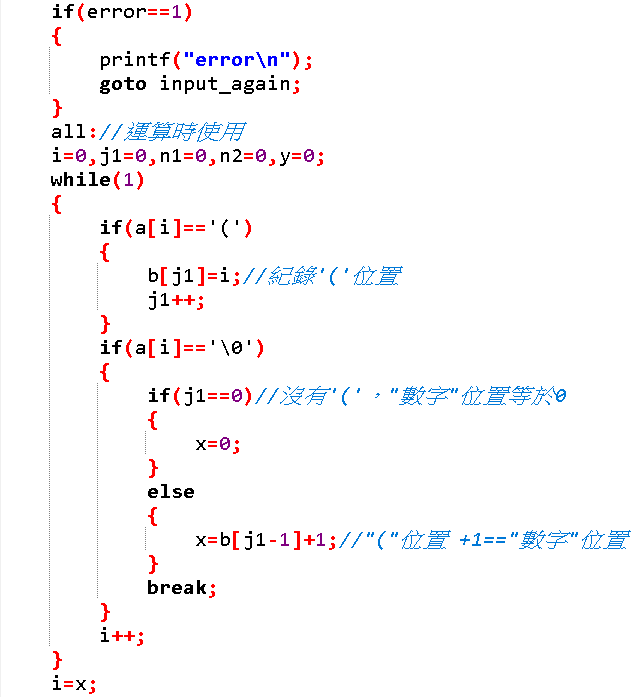 if(error==1)
{
printf("error\n");
goto input_again;
}
all://運算時使用
i=0,j1=0,n1=0,n2=0,y=0;
while(1)
{
if(a[i]=='(')
{
b[j1]=i;//紀錄'('位置
j1++;
}
if(a[i]=='\0')
{
if(j1==0)//沒有'('，"數字"位置等於0
{
x=0;
}
else
{
x=b[j1-1]+1;//"("位置 +1=="數字"位置
}
break;
}
i++;
}
i=x;